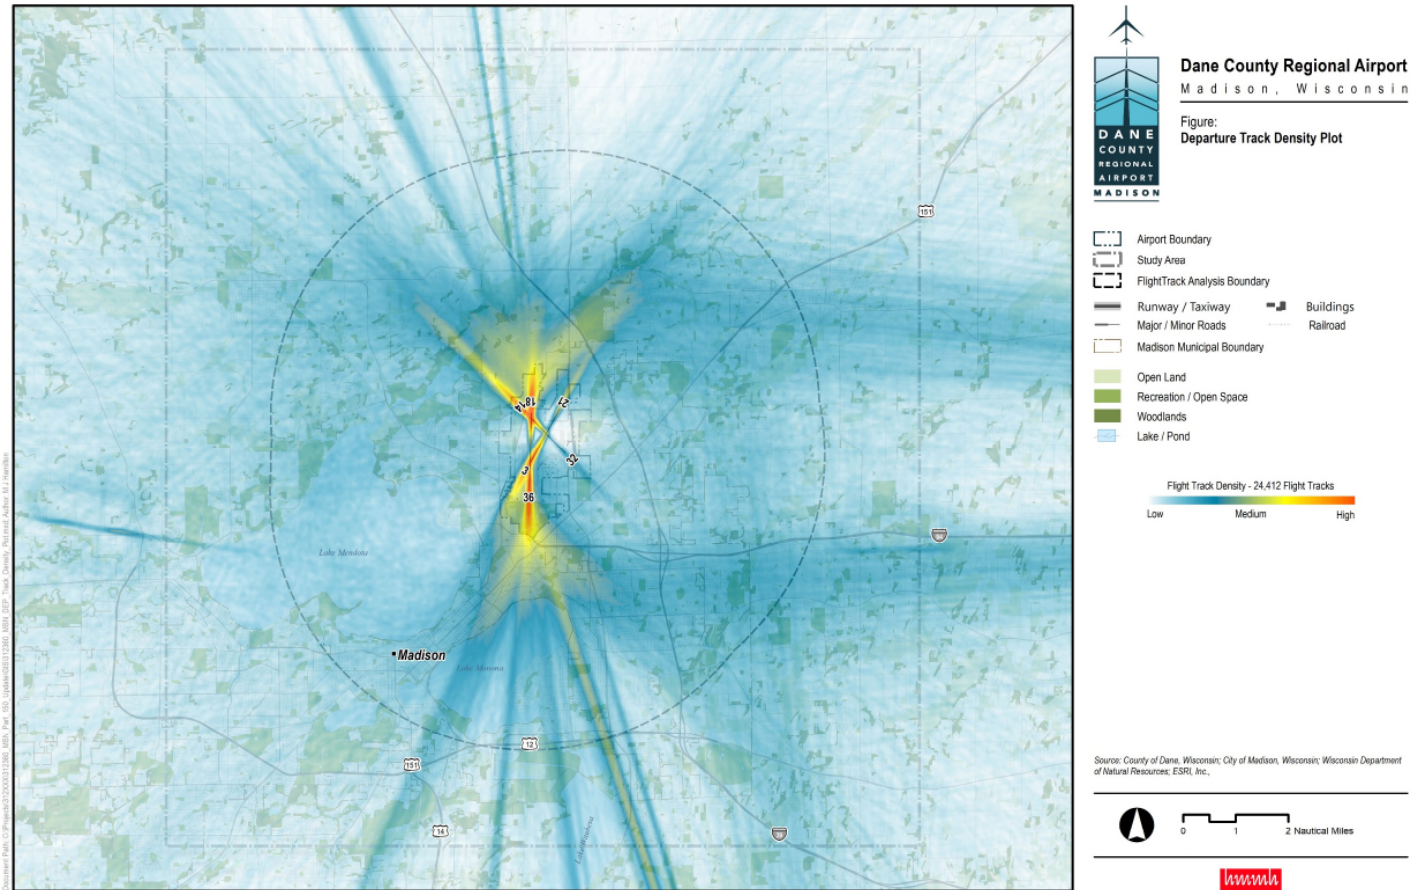 Dane County Regional Airport
Madison, Wisconsin
Figure:
Departure Track Density Plot
DANE
COUNTY
REGIONAL
AIRPORT
MADISON
Airport Boundary
Study Area
FlightTrack Analysis Boundary
Runway / Taxiway
Buildings
Major / Minor Roads
Railroad
Madison Municipal Boundary
Open Land
Recreation / Open Space
Woodlands
Lake / Pond
Flight Track Density - 24,412 Flight Tracks
Low
Medium
High
151
14
18
21
3
32
36
Lake Mendota
Madison
Lake Monona
12
151
14
Source: County of Dane, Wisconsin; City of Madison, Wisconsin; Wisconsin Department
of Natural Resources; ESRI, Inc.,
0 1 2 Nautical Miles
hmmh